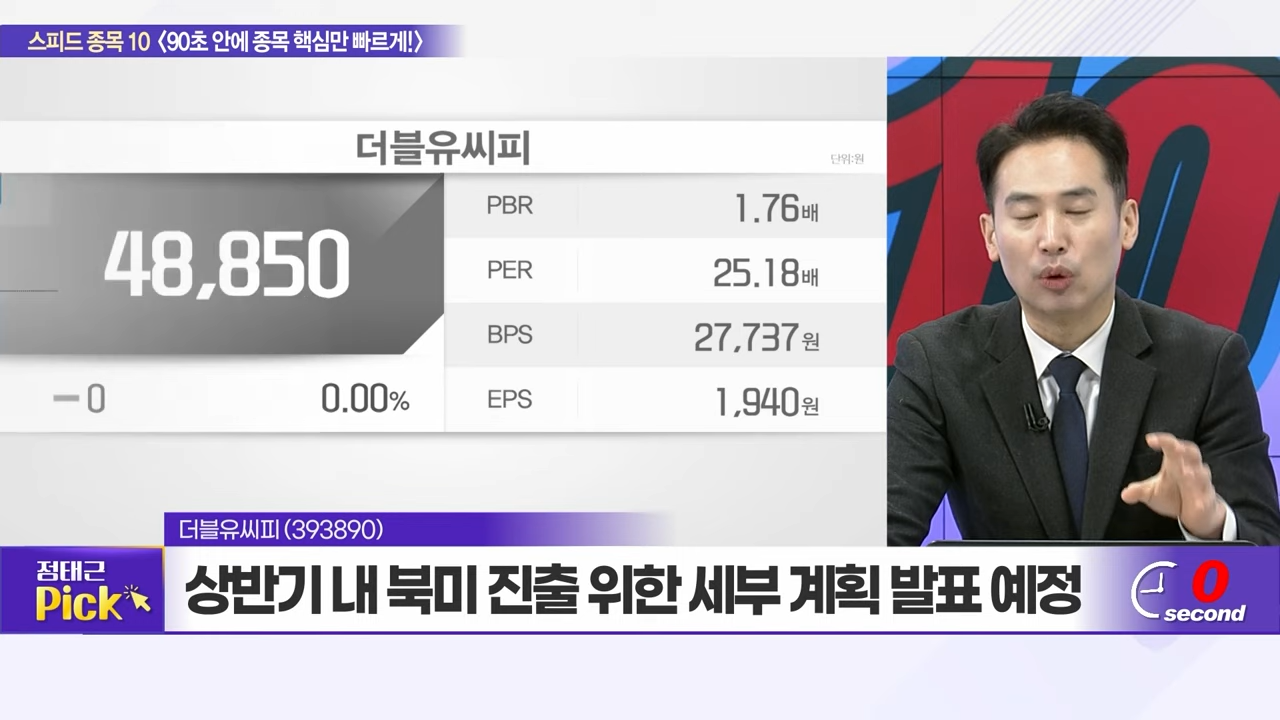 스피드 종목 10 〈90초 안에 종목 핵심만 빠르게!〉
더블유씨피
단위:원
48,850
0 0.00%
PBR 1.76배
PER 25.18배
BPS 27,737원
EPS 1,940원
10
더블유씨피 (393890)
정태근
Pick
상반기 내 북미 진출 위한 세부 계획 발표 예정
0
second